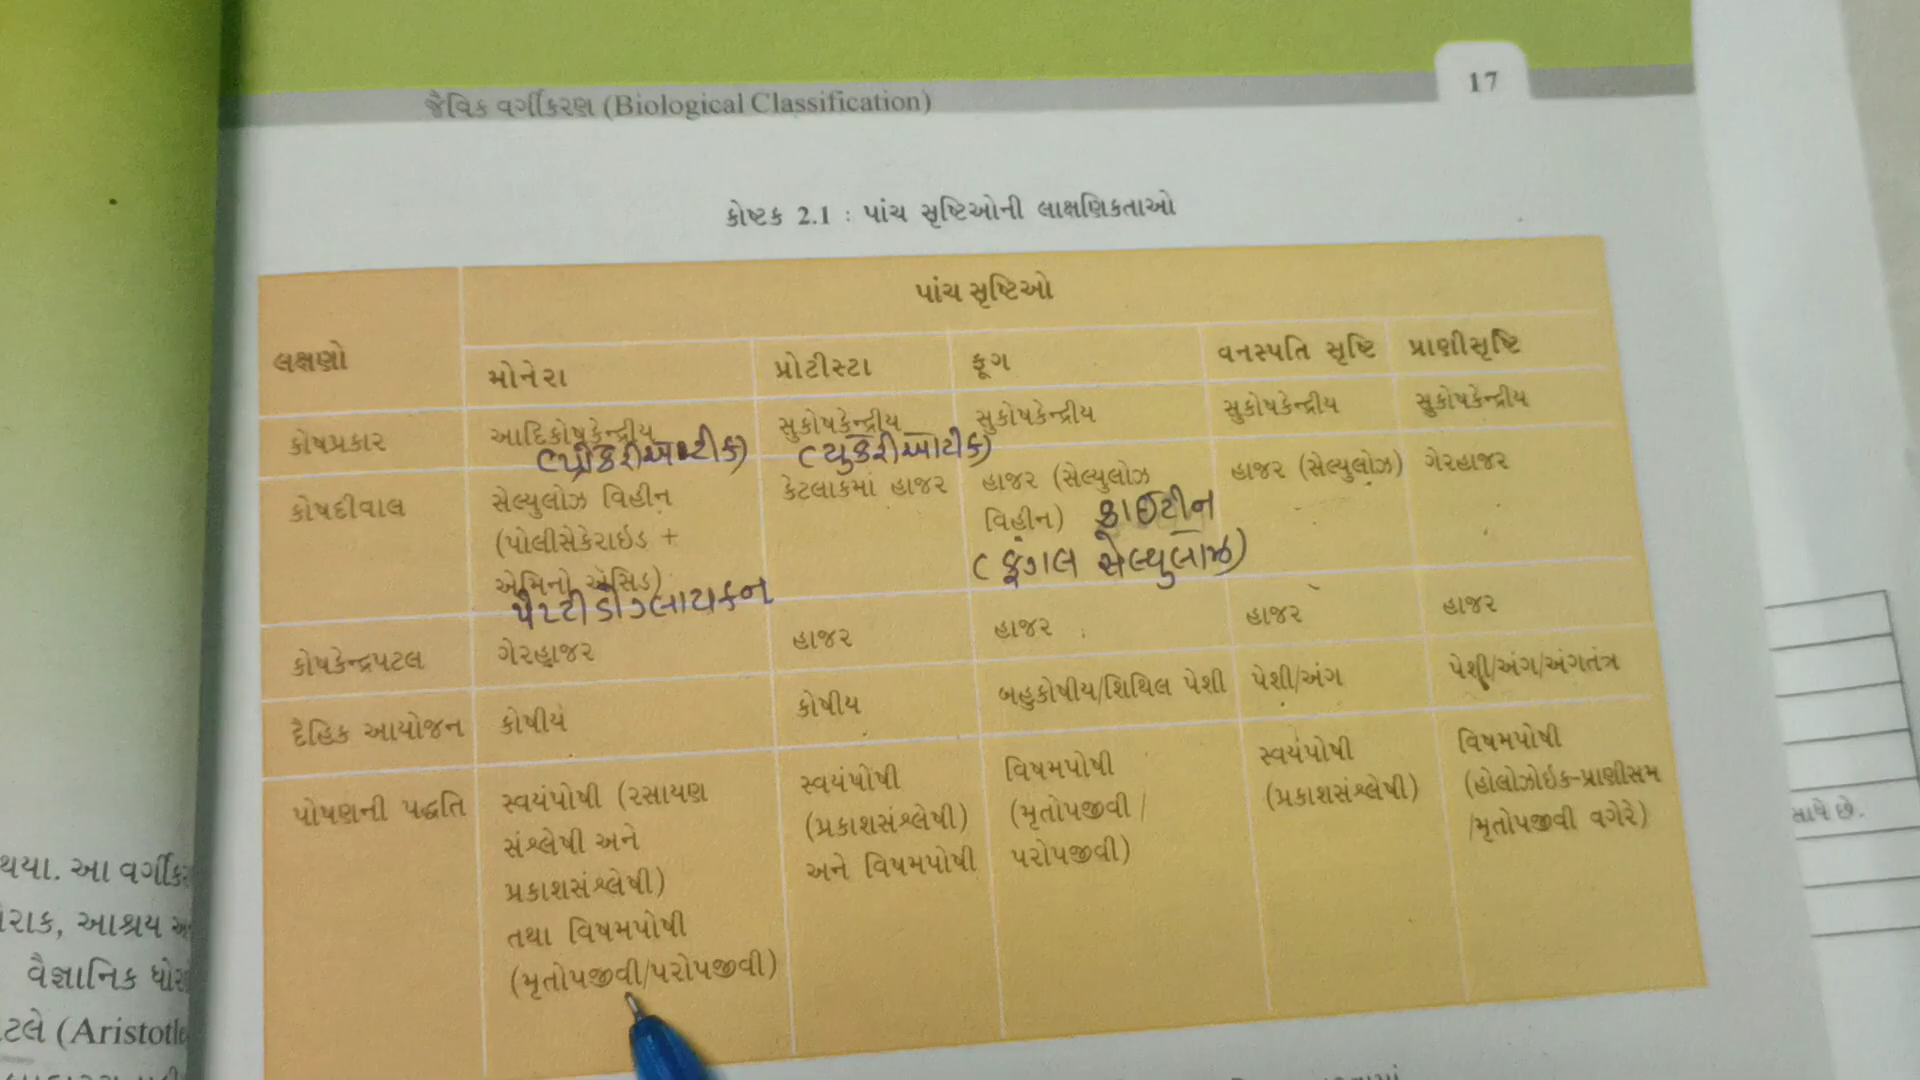 જૈવિક વર્ગીકરણ (Biological Classification)
17
કોષ્ટક 2.1 : પાંચ સૃષ્ટિઓની લાક્ષણિકતાઓ
લક્ષણો
પાંચ સૃષ્ટિઓ
મોનેરા
પ્રોટીસ્ટા
ફૂગ
વનસ્પતિ સૃષ્ટિ
પ્રાણીસૃષ્ટિ
કોષપ્રકાર
આદિકોષકેન્દ્રીય
(પ્રોકેરીઓટીક)
સુકોષકેન્દ્રીય
(યુકેરીઓટીક)
સુકોષકેન્દ્રીય
સુકોષકેન્દ્રીય
સુકોષકેન્દ્રીય
કોષદીવાલ
સેલ્યુલોઝ વિહીન
(પોલીસેકેરાઇડ +
એમિનો ઍસિડ)
પેપ્ટીડોગ્લાયકન
કેટલાકમાં હાજર
હાજર (સેલ્યુલોઝ
વિહીન) કાઈટીન
(ફંગલ સેલ્યુલોઝ)
હાજર (સેલ્યુલોઝ)
ગેરહાજર
કોષકેન્દ્રપટલ
ગેરહાજર
હાજર
હાજર
હાજર
હાજર
દૈહિક આયોજન
કોષીય
કોષીય
બહુકોષીય/શિથિલ પેશી
પેશી/અંગ
પેશી/અંગ/અંગતંત્ર
પોષણની પદ્ધતિ
સ્વયંપોષી (રસાયણ
સંશ્લેષી અને
પ્રકાશસંશ્લેષી)
તથા વિષમપોષી
(મૃતોપજીવી/પરોપજીવી)
સ્વયંપોષી
(પ્રકાશસંશ્લેષી)
અને વિષમપોષી
વિષમપોષી
(મૃતોપજીવી /
પરોપજીવી)
સ્વયંપોષી
(પ્રકાશસંશ્લેષી)
વિષમપોષી
(હોલોઝોઇક-પ્રાણીસમ
/મૃતોપજીવી વગેરે)
થયા. આ
આશ્રય
વૈજ્ઞાનિક
(Aristotle
સાથે છે.